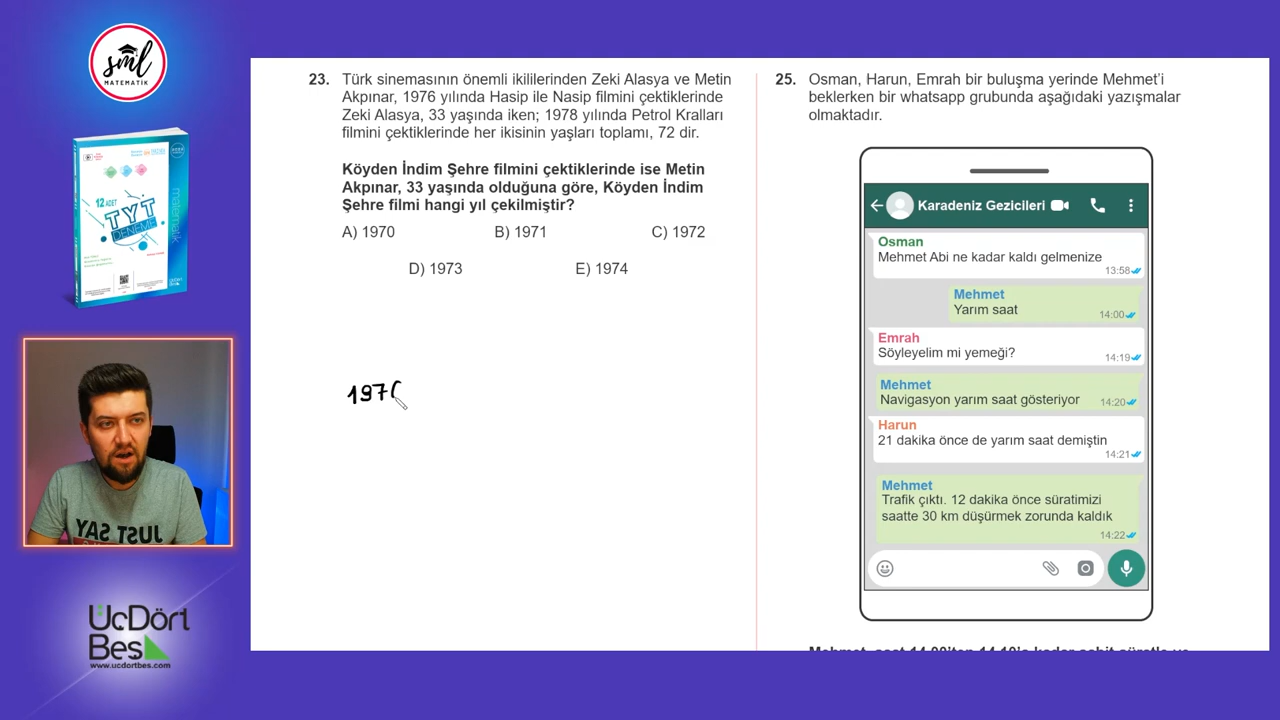 sml
MATEMATİK
12 ADET
TYT
DENEME
matematik
ÜcDört
Bes
www.ucdortbes.com
JUST SAY
23. Türk sinemasının önemli ikililerinden Zeki Alasya ve Metin
Akpınar, 1976 yılında Hasip ile Nasip filmini çektiklerinde
Zeki Alasya, 33 yaşında iken; 1978 yılında Petrol Kralları
filmini çektiklerinde her ikisinin yaşları toplamı, 72 dir.
Köyden İndim Şehre filmini çektiklerinde ise Metin
Akpınar, 33 yaşında olduğuna göre, Köyden İndim
Şehre filmi hangi yıl çekilmiştir?
A) 1970 B) 1971 C) 1972
D) 1973 E) 1974
197
25. Osman, Harun, Emrah bir buluşma yerinde Mehmet'i
beklerken bir whatsapp grubunda aşağıdaki yazışmalar
olmaktadır.
Karadeniz Gezicileri
Osman
Mehmet Abi ne kadar kaldı gelmenize
13:58
Mehmet
Yarım saat
14:00
Emrah
Söyleyelim mi yemeği?
14:19
Mehmet
Navigasyon yarım saat gösteriyor
14:20
Harun
21 dakika önce de yarım saat demiştin
14:21
Mehmet
Trafik çıktı. 12 dakika önce süratimizi
saatte 30 km düşürmek zorunda kaldık
14:22